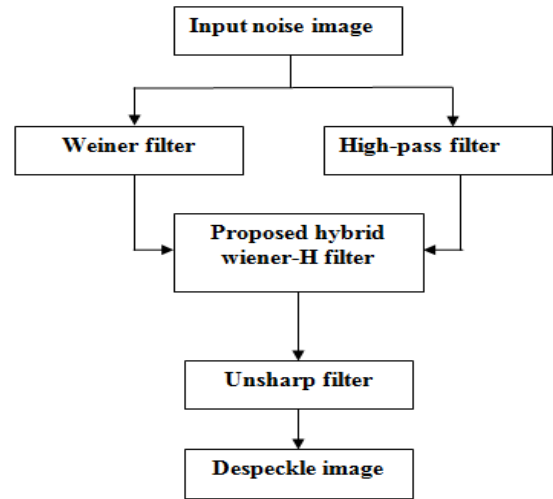 Input noise image
Weiner filter
High-pass filter
Proposed hybrid
wiener-H filter
Unsharp filter
Despeckle image